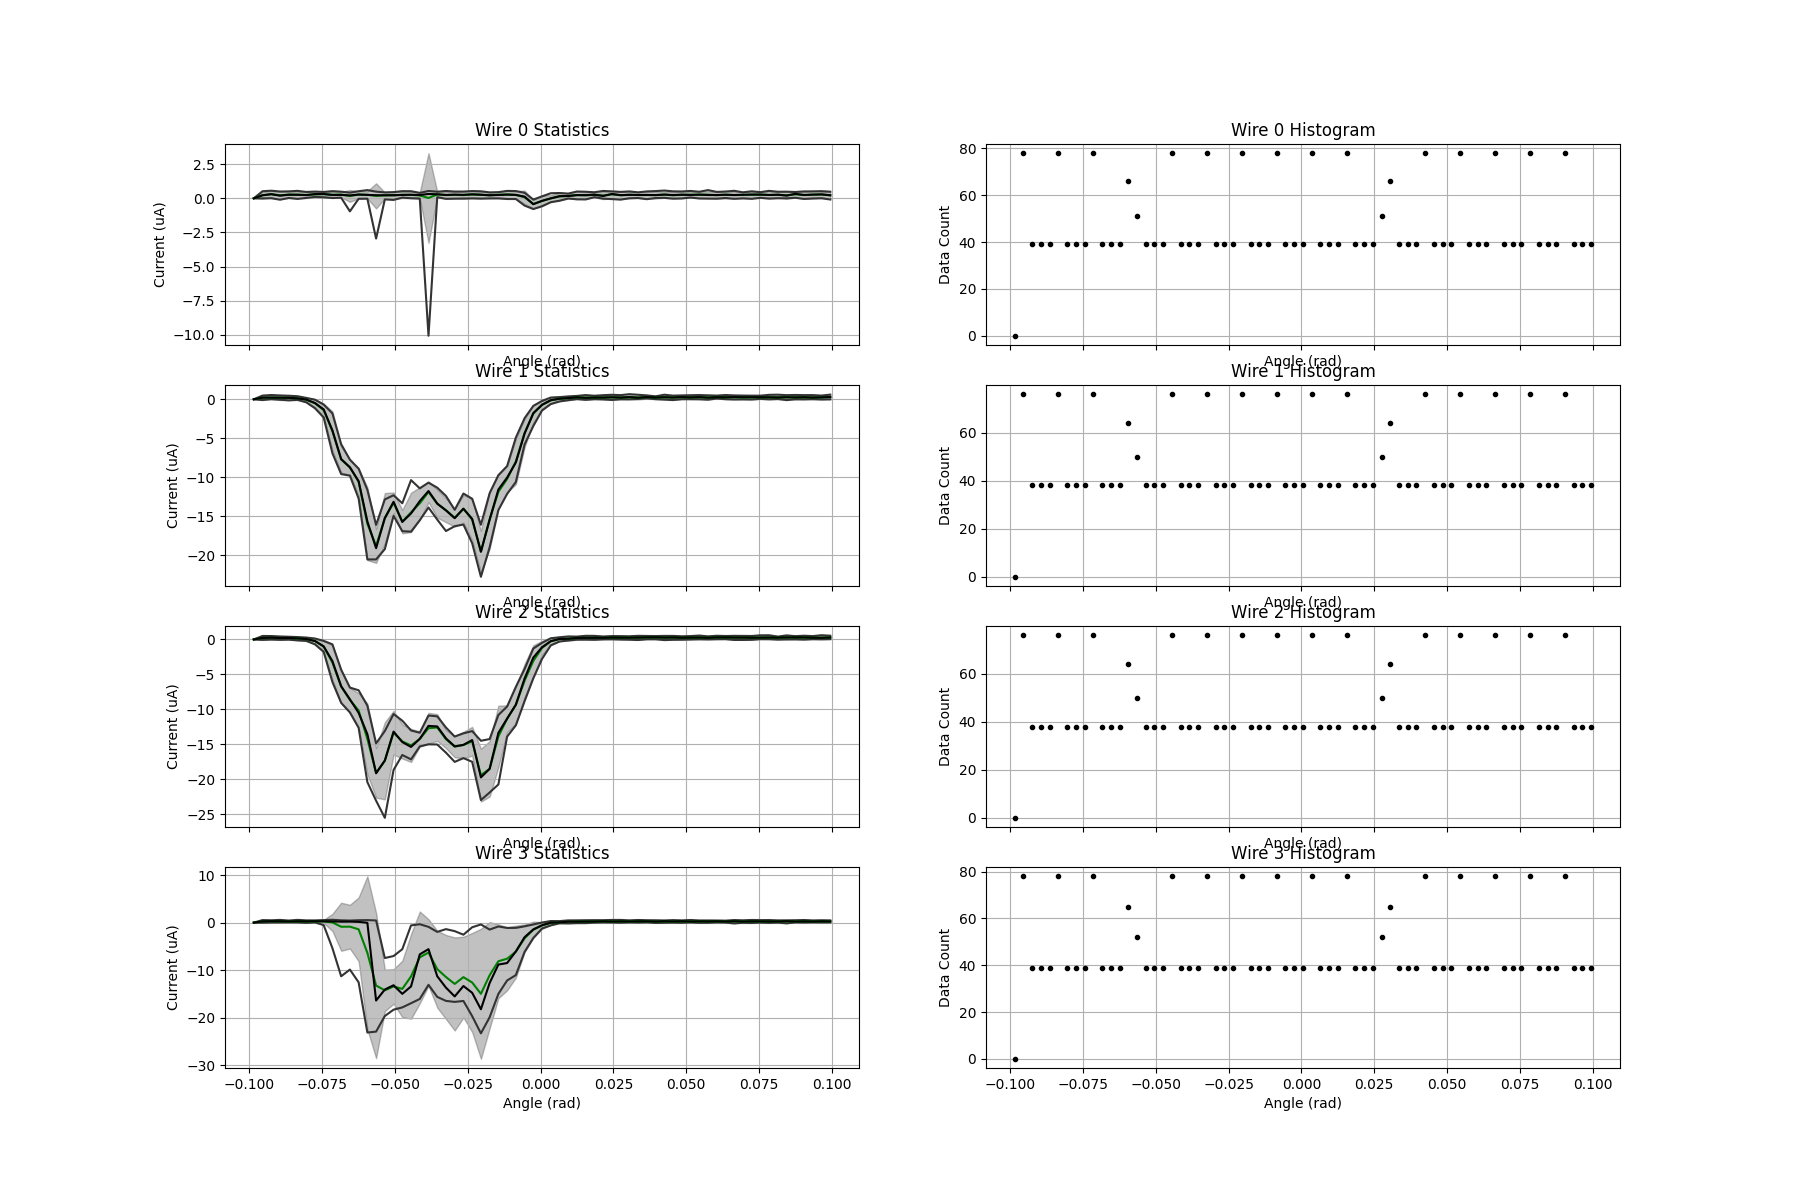 Wire 0 Statistics
Current (uA)
2.5
0.0
−2.5
−5.0
−7.5
−10.0
Angle (rad)
Wire 0 Histogram
Data Count
80
60
40
20
0
Angle (rad)
Wire 1 Statistics
Current (uA)
0
−5
−10
−15
−20
Angle (rad)
Wire 1 Histogram
Data Count
60
40
20
0
Angle (rad)
Wire 2 Statistics
Current (uA)
0
−5
−10
−15
−20
−25
Angle (rad)
Wire 2 Histogram
Data Count
60
40
20
0
Angle (rad)
Wire 3 Statistics
Current (uA)
10
0
−10
−20
−30
−0.100 −0.075 −0.050 −0.025 0.000 0.025 0.050 0.075 0.100
Angle (rad)
Wire 3 Histogram
Data Count
80
60
40
20
0
−0.100 −0.075 −0.050 −0.025 0.000 0.025 0.050 0.075 0.100
Angle (rad)